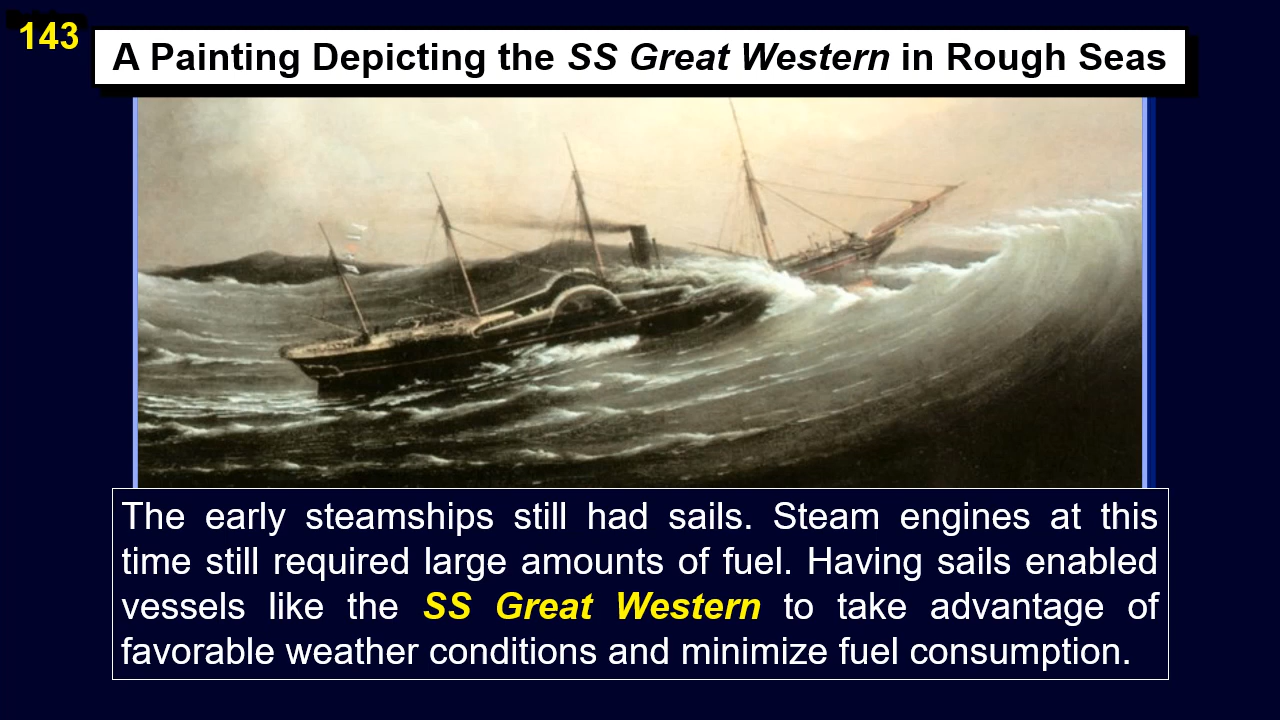 143
A Painting Depicting the SS Great Western in Rough Seas
The early steamships still had sails. Steam engines at this
time still required large amounts of fuel. Having sails enabled
vessels like the SS Great Western to take advantage of
favorable weather conditions and minimize fuel consumption.